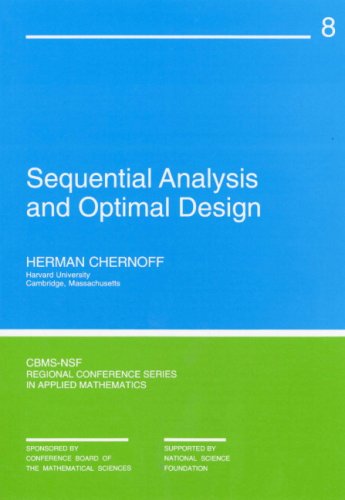 8
Sequential Analysis
and Optimal Design
HERMAN CHERNOFF
Harvard University
Cambridge, Massachusetts
CBMS-NSF
REGIONAL CONFERENCE SERIES
IN APPLIED MATHEMATICS
SPONSORED BY
CONFERENCE BOARD OF
THE MATHEMATICAL SCIENCES
SUPPORTED BY
NATIONAL SCIENCE
FOUNDATION